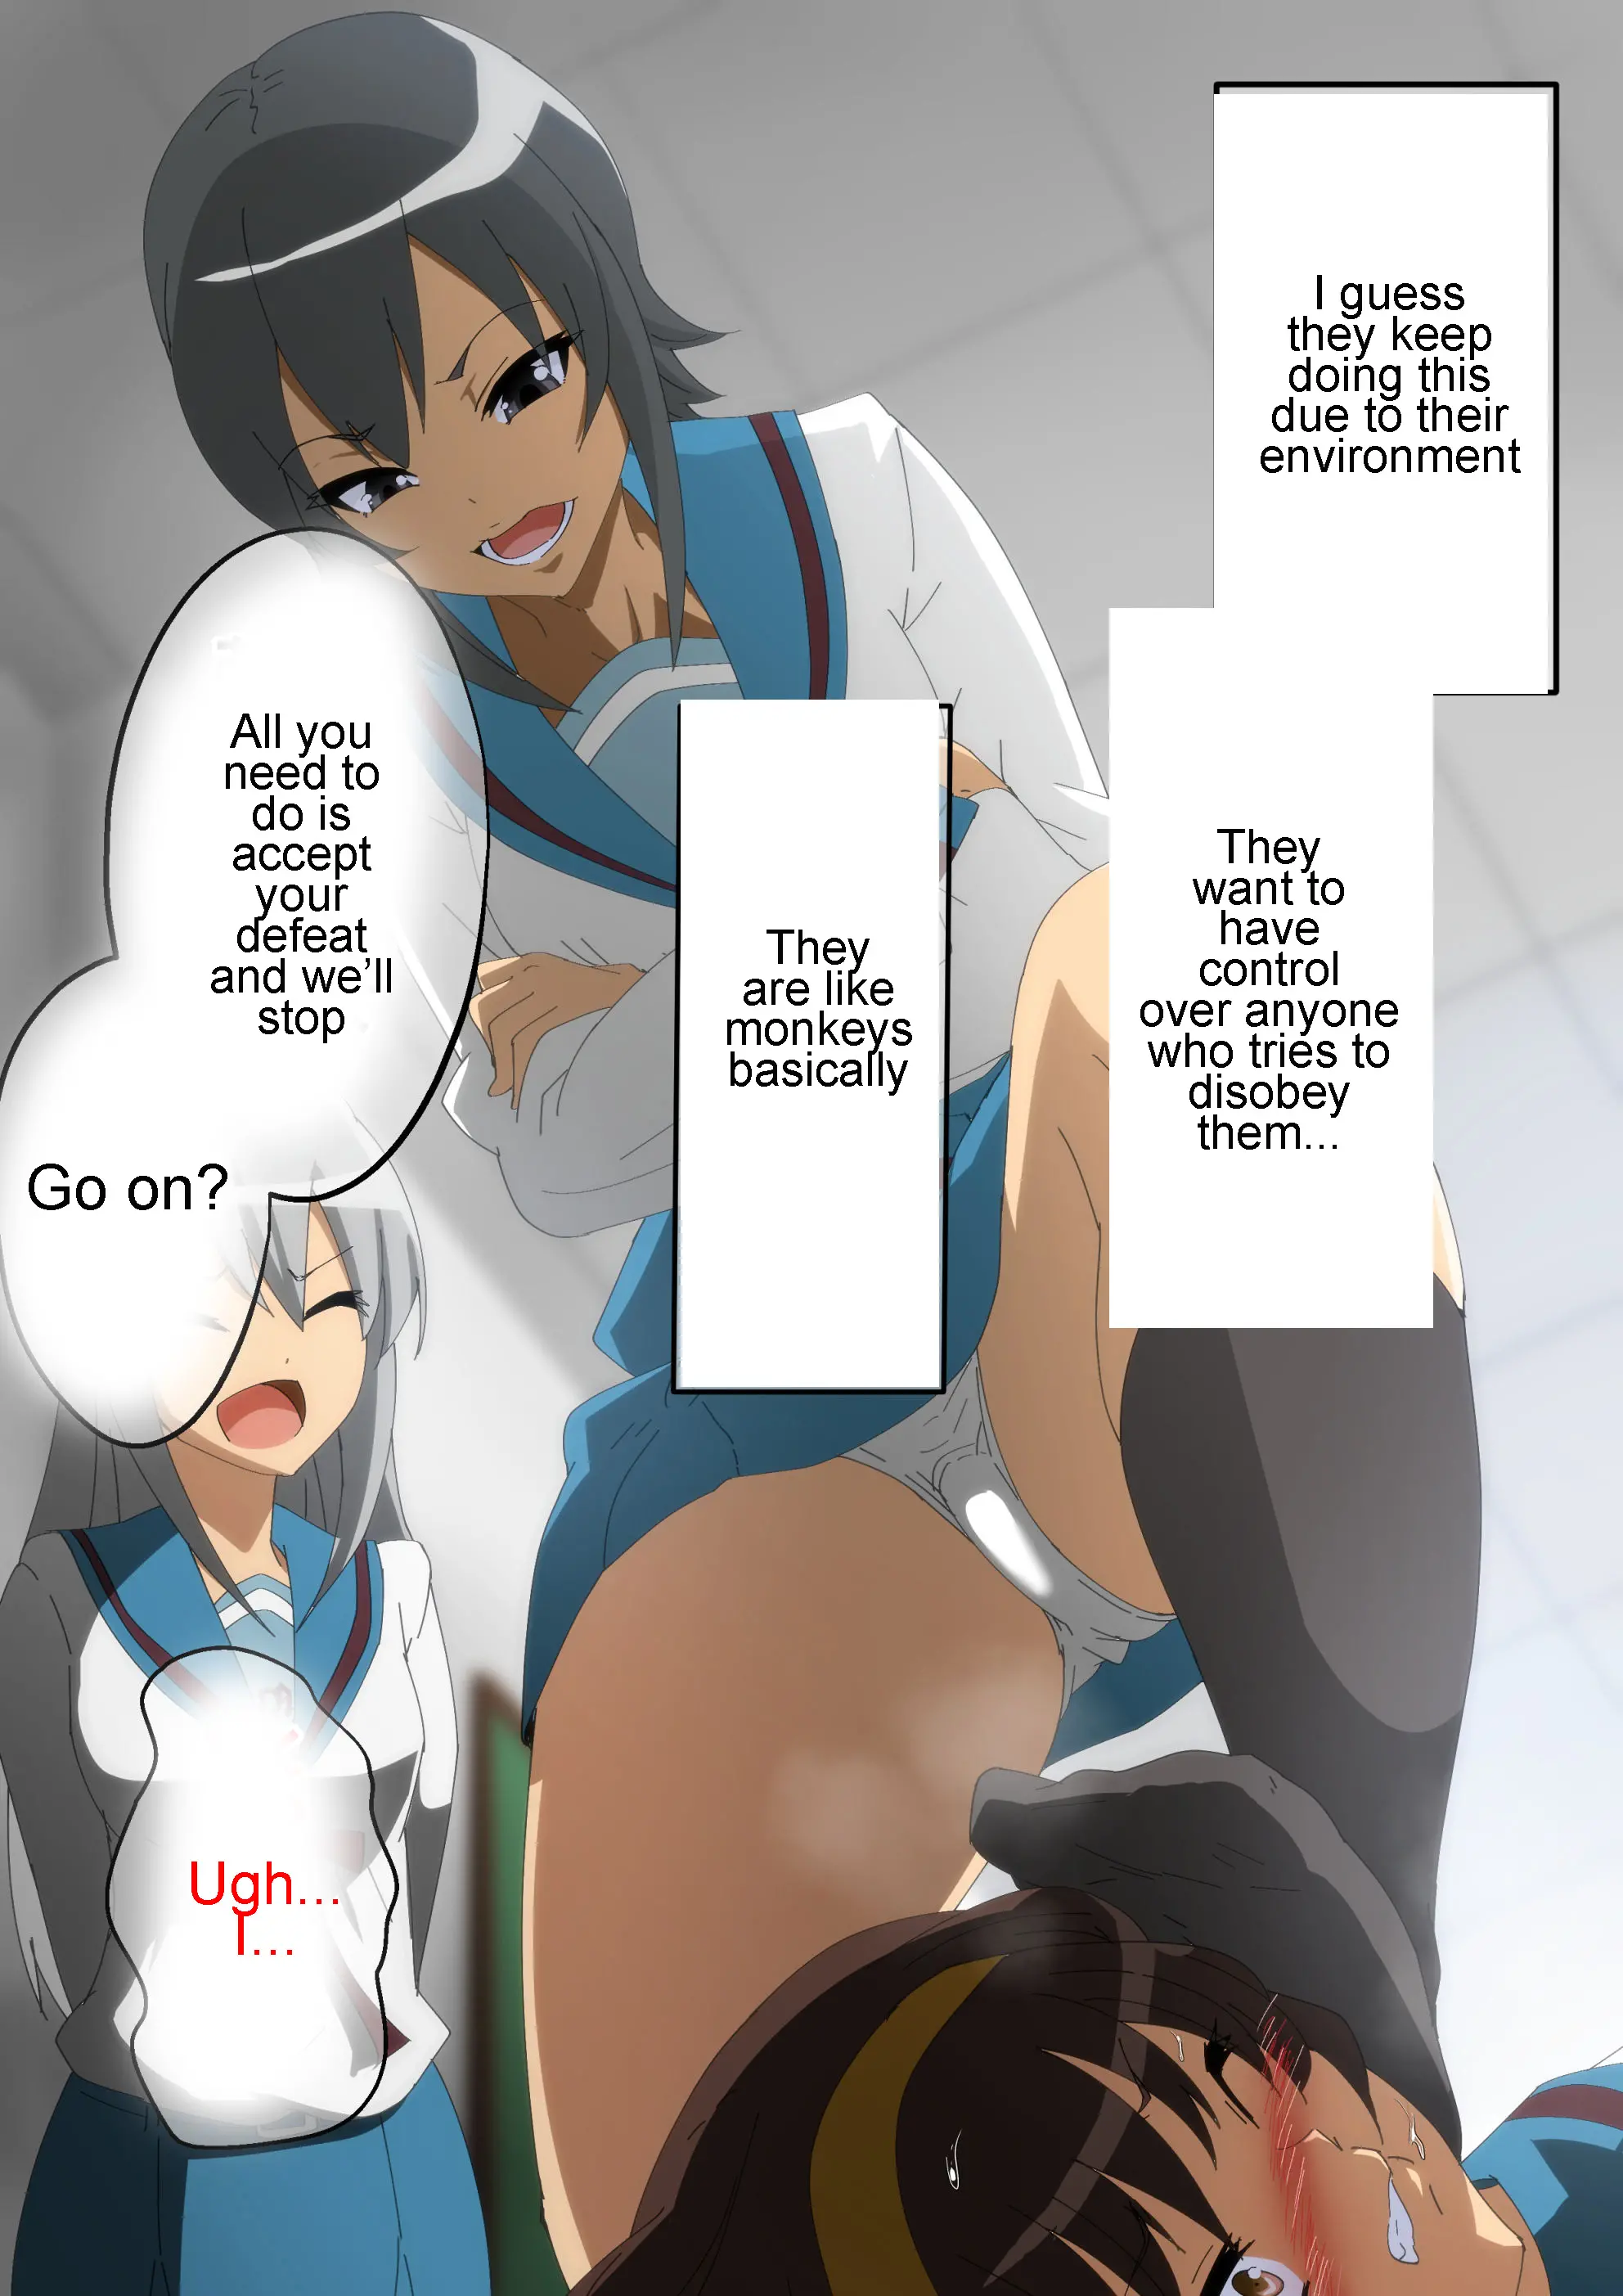 I guess
they keep
doing this
due to their
environment
They
want to
have
control
over anyone
who tries to
disobey
them...
They
are like
monkeys
basically
All you
need to
do is
accept
your
defeat
and we'll
stop
Go on?
Ugh...
I...